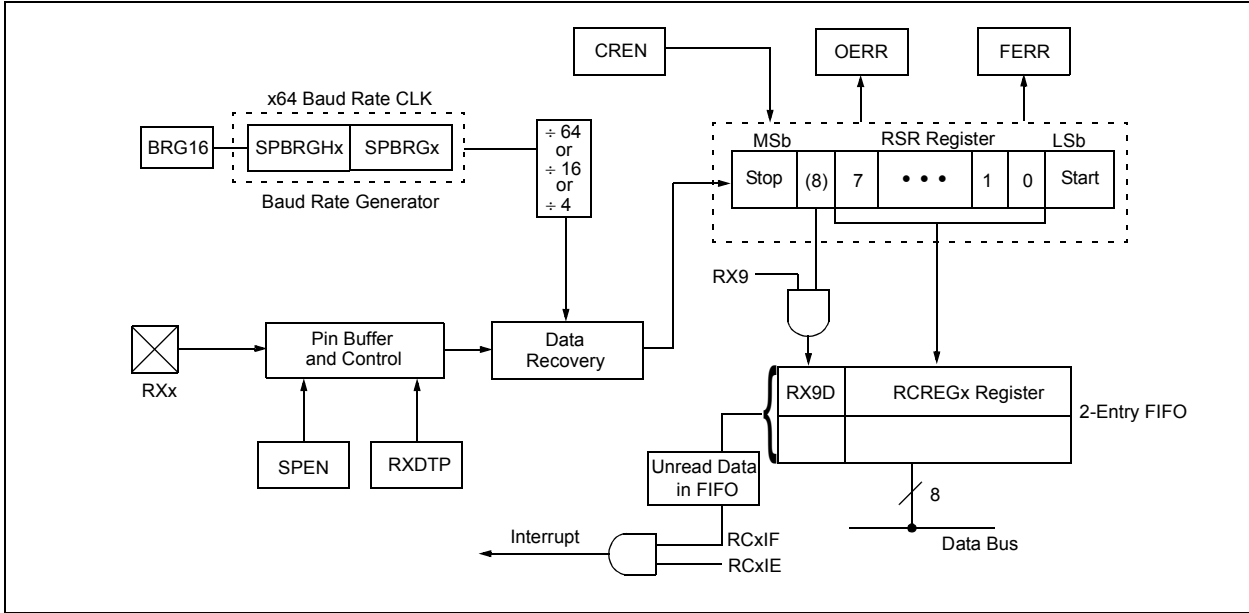 CREN
OERR
FERR
x64 Baud Rate CLK
BRG16
SPBRGHx
SPBRGx
Baud Rate Generator
÷ 64
or
÷ 16
or
÷ 4
MSb
RSR Register
LSb
Stop
(8)
7
• • •
1
0
Start
RX9
RXx
Pin Buffer
and Control
Data
Recovery
SPEN
RXDTP
RX9D
RCREGx Register
2-Entry FIFO
Unread Data
in FIFO
8
Data Bus
Interrupt
RCxIF
RCxIE